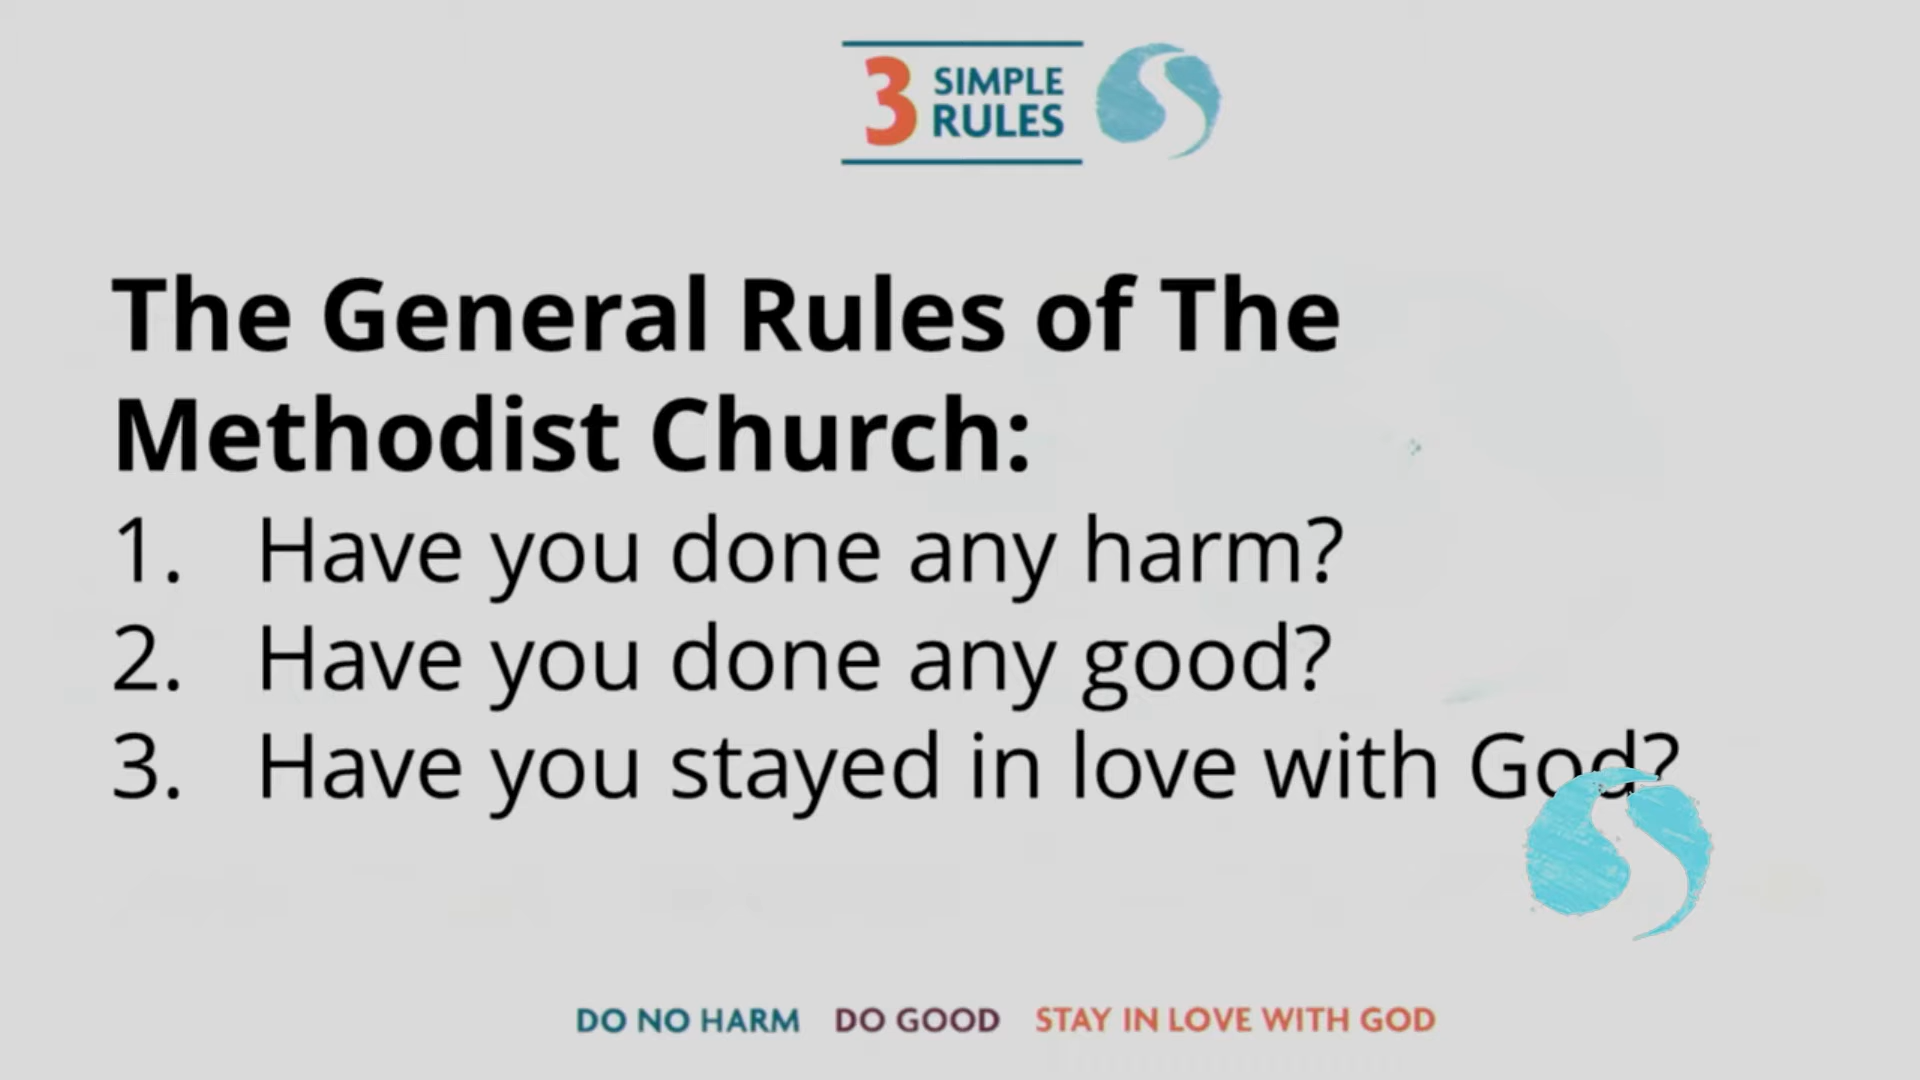 3 SIMPLE
RULES
The General Rules of The
Methodist Church:
1. Have you done any harm?
2. Have you done any good?
3. Have you stayed in love with God?
DO NO HARM DO GOOD STAY IN LOVE WITH GOD